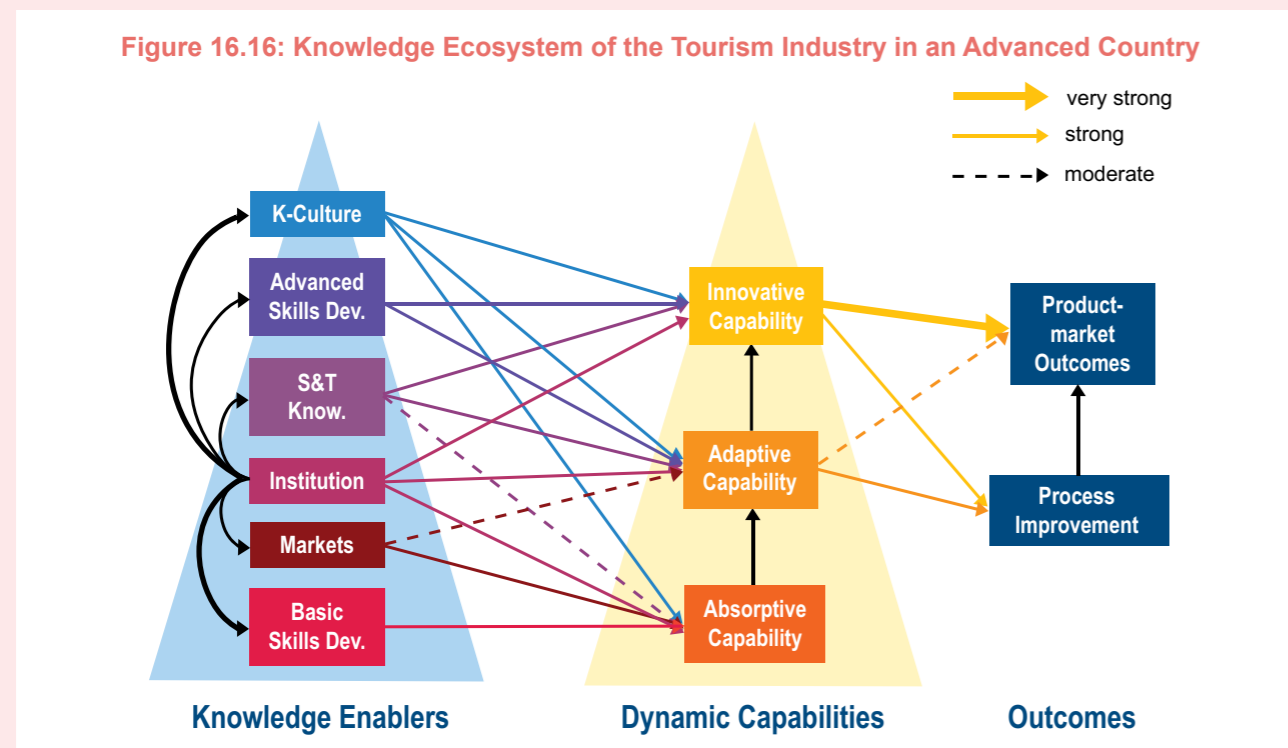 Figure 16.16: Knowledge Ecosystem of the Tourism Industry in an Advanced Country
very strong
strong
moderate
K-Culture
Advanced
Skills Dev.
S&T
Know.
Institution
Markets
Basic
Skills Dev.
Innovative
Capability
Adaptive
Capability
Absorptive
Capability
Product-
market
Outcomes
Process
Improvement
Knowledge Enablers
Dynamic Capabilities
Outcomes